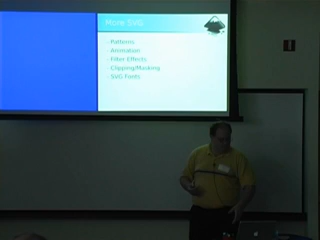 More SVG
- Patterns
- Animation
- Filter Effects
- Clipping/Masking
- SVG Fonts